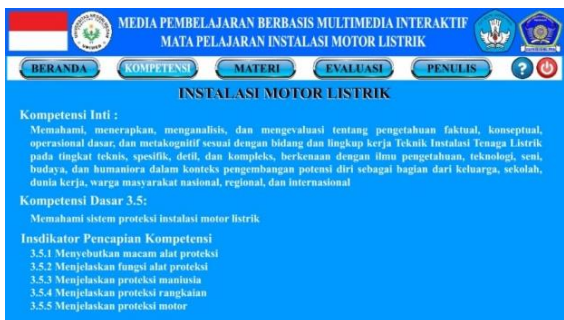 MEDIA PEMBELAJARAN BERBASIS MULTIMEDIA INTERAKTIF
MATA PELAJARAN INSTALASI MOTOR LISTRIK
BERANDA KOMPETENSI MATERI EVALUASI PENULIS ?
INSTALASI MOTOR LISTRIK
Kompetensi Inti :
Memahami, menerapkan, menganalisis, dan mengevaluasi tentang pengetahuan faktual, konseptual,
operasional dasar, dan metakognitif sesuai dengan bidang dan lingkup kerja Teknik Instalasi Tenaga Listrik
pada tingkat teknis, spesifik, detil, dan kompleks, berkenaan dengan ilmu pengetahuan, teknologi, seni,
budaya, dan humaniora dalam konteks pengembangan potensi diri sebagai bagian dari keluarga, sekolah,
dunia kerja, warga masyarakat nasional, regional, dan internasional
Kompetensi Dasar 3.5:
Memahami sistem proteksi instalasi motor listrik
Insdikator Pencapian Kompetensi
3.5.1 Menyebutkan macam alat proteksi
3.5.2 Menjelaskan fungsi alat proteksi
3.5.3 Menjelaskan proteksi maniusia
3.5.4 Menjelaskan proteksi rangkaian
3.5.5 Menjelaskan proteksi motor